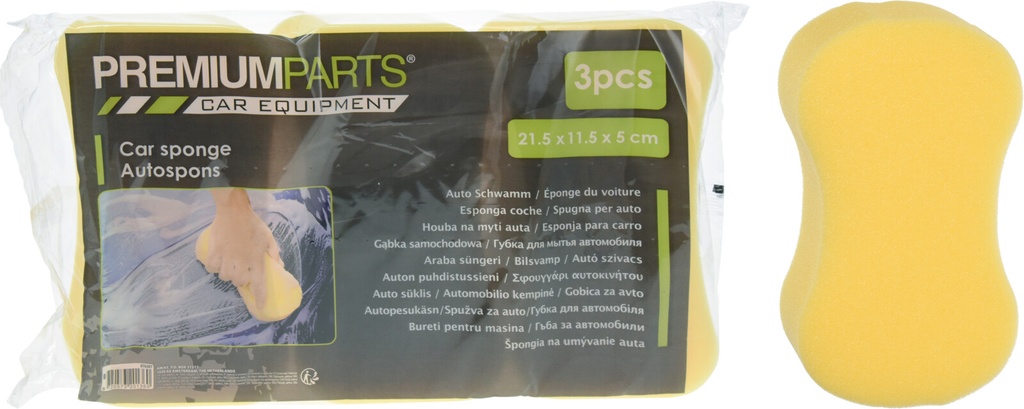 PREMIUMPARTS®
CAR EQUIPMENT
3pcs
21.5 x 11.5 x 5 cm
Car sponge
Autospons
Auto Schwamm / Éponge du voiture
Esponga coche / Spugna per auto
Houba na myti auta / Esponja para carro
Gąbka samochodowa / Губка для мытья автомобиля
Araba süngeri / Bilsvamp / Autó szivacs
Auton puhdistussieni / Σφουγγάρι αυτοκινήτου
Auto sūklis / Automobilio kempinė / Gobica za avto
Autopesukäsn/Spužva za auto/Губка для автомобіля
Bureti pentru masina / Гъба за автомобили
Špongia na umývanie auta